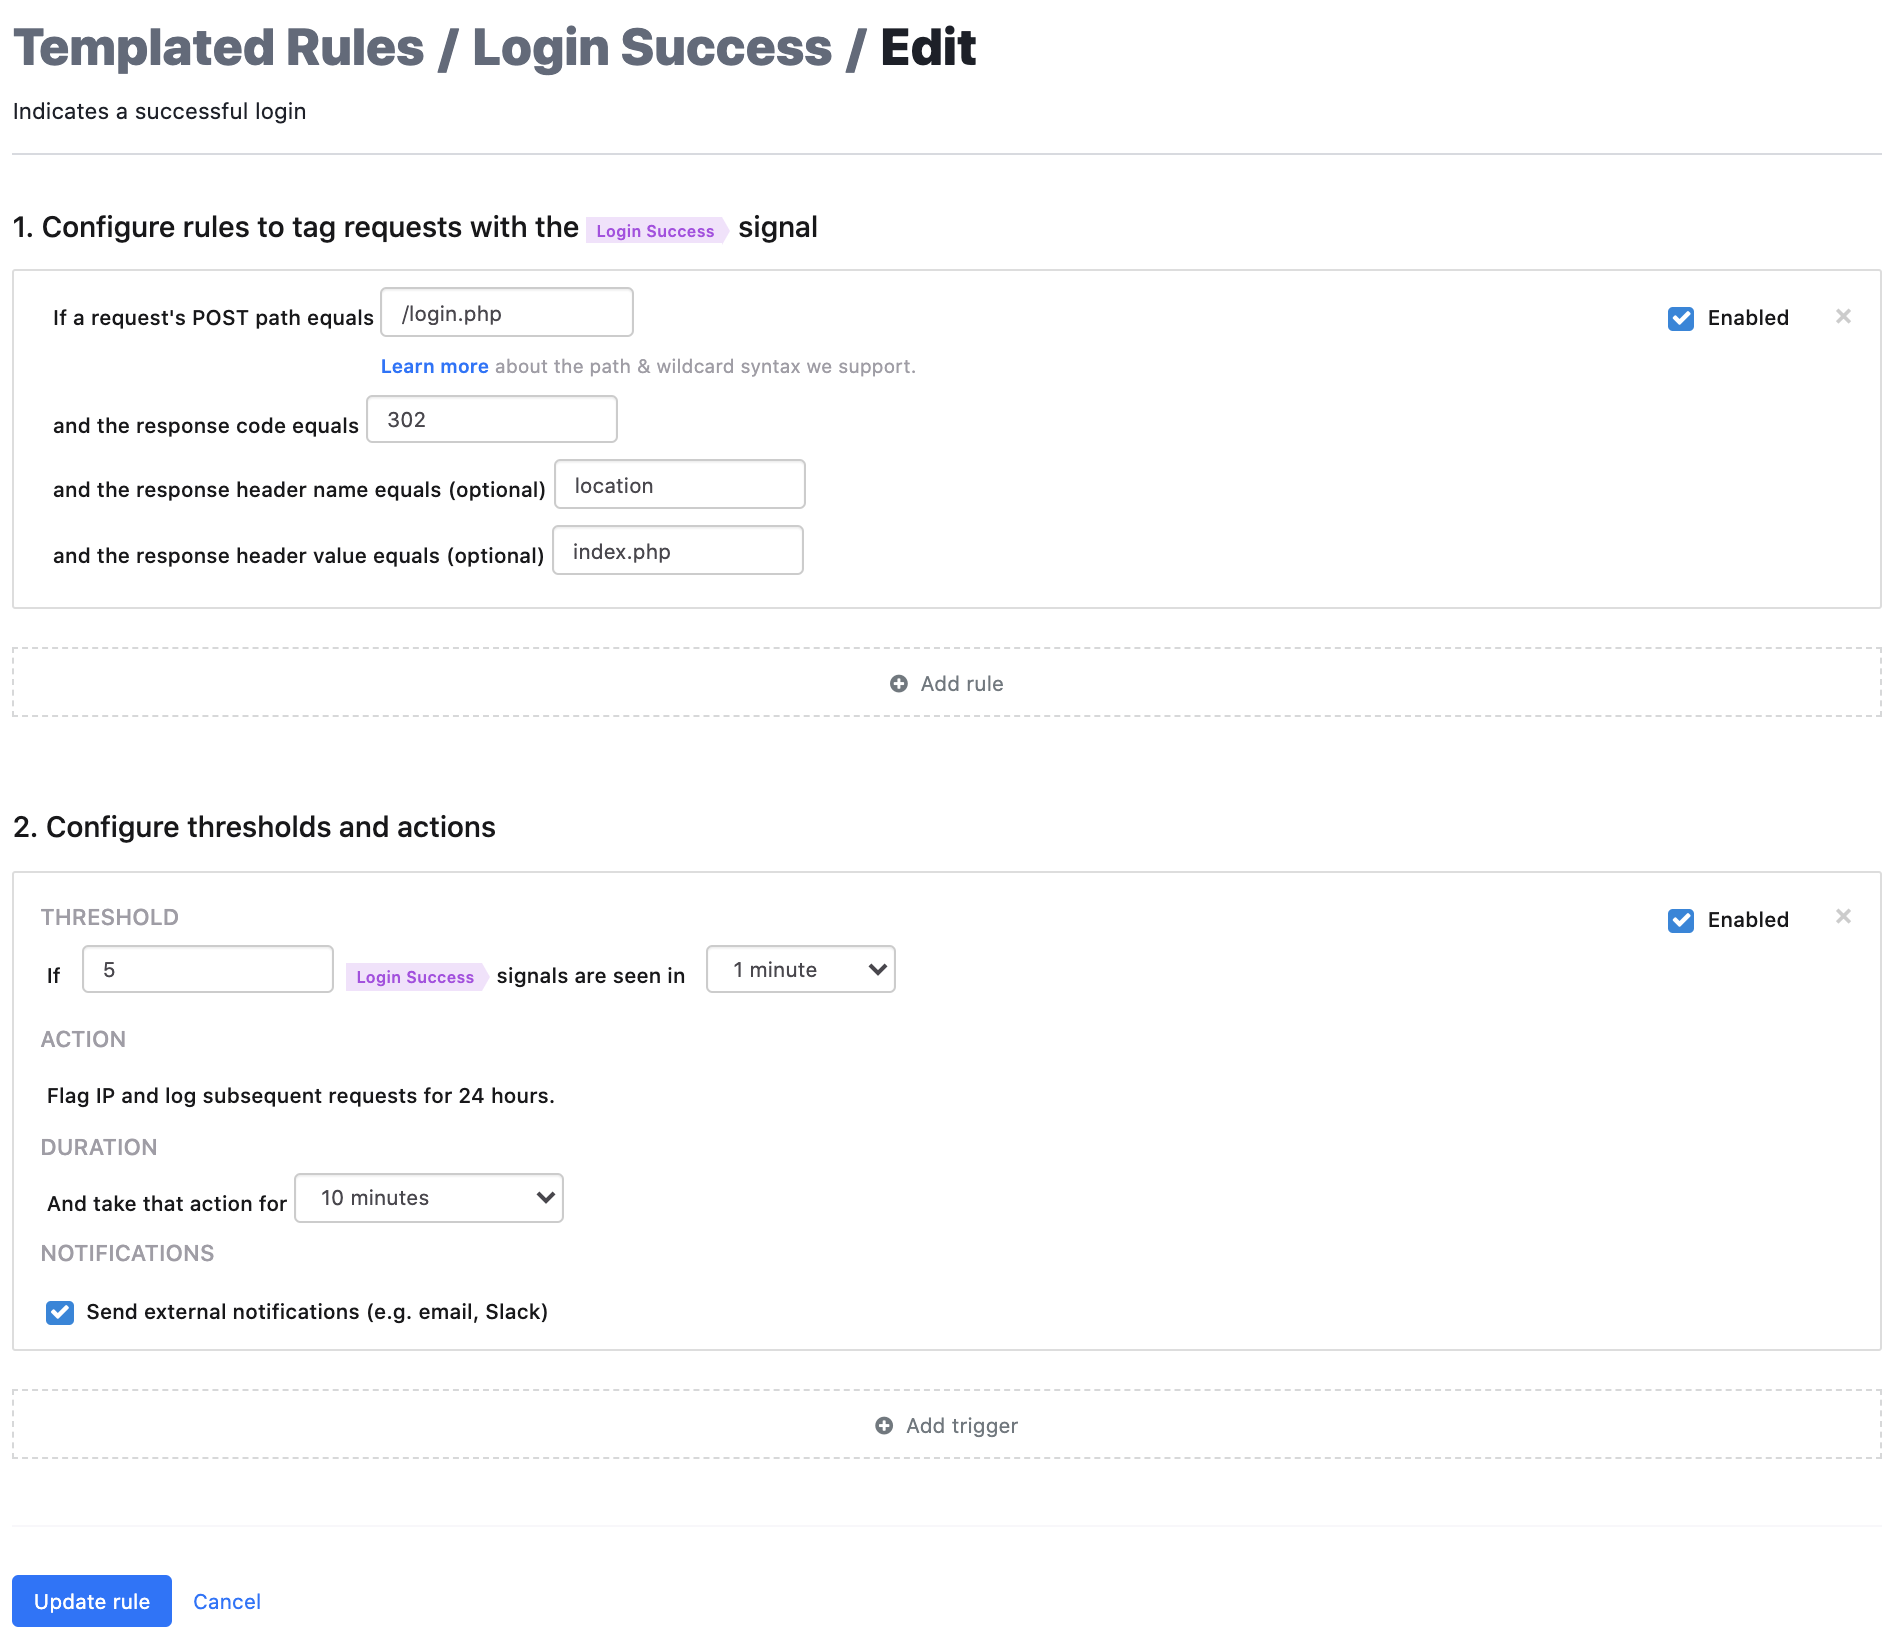 Templated Rules / Login Success / Edit
Indicates a successful login
1. Configure rules to tag requests with the Login Success signal
If a request's POST path equals /login.php Enabled ×
Learn more about the path & wildcard syntax we support.
and the response code equals 302
and the response header name equals (optional) location
and the response header value equals (optional) index.php
Add rule
2. Configure thresholds and actions
THRESHOLD Enabled ×
If 5 Login Success signals are seen in 1 minute
ACTION
Flag IP and log subsequent requests for 24 hours.
DURATION
And take that action for 10 minutes
NOTIFICATIONS
Send external notifications (e.g. email, Slack)
Add trigger
Update rule Cancel